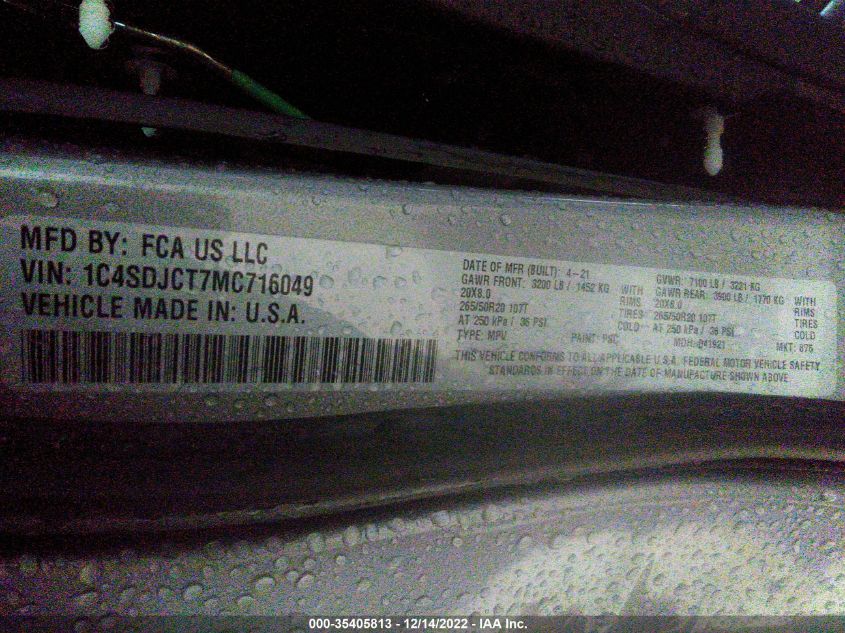 MFD BY: FCA US LLC
VIN: 1C4SDJCT7MC716049
VEHICLE MADE IN: U.S.A.
DATE OF MFR (BUILT): 4-21 GVWR: 7100 LB / 3221 KG
GAWR FRONT: 3200 LB / 1452 KG WITH GAWR REAR: 3900 LB / 1770 KG WITH
20X8.0 RIMS 20X8.0 RIMS
265/50R20 107T TIRES 265/50R20 107T TIRES
AT 250 kPa / 36 PSI COLD AT 250 kPa / 36 PSI COLD
TYPE: MPV PAINT: PSC MDH: 041921 MKT: 875
THIS VEHICLE CONFORMS TO ALL APPLICABLE U.S.A. FEDERAL MOTOR VEHICLE SAFETY
STANDARDS IN EFFECT ON THE DATE OF MANUFACTURE SHOWN ABOVE
000-35405813 - 12/14/2022 - IAA Inc.